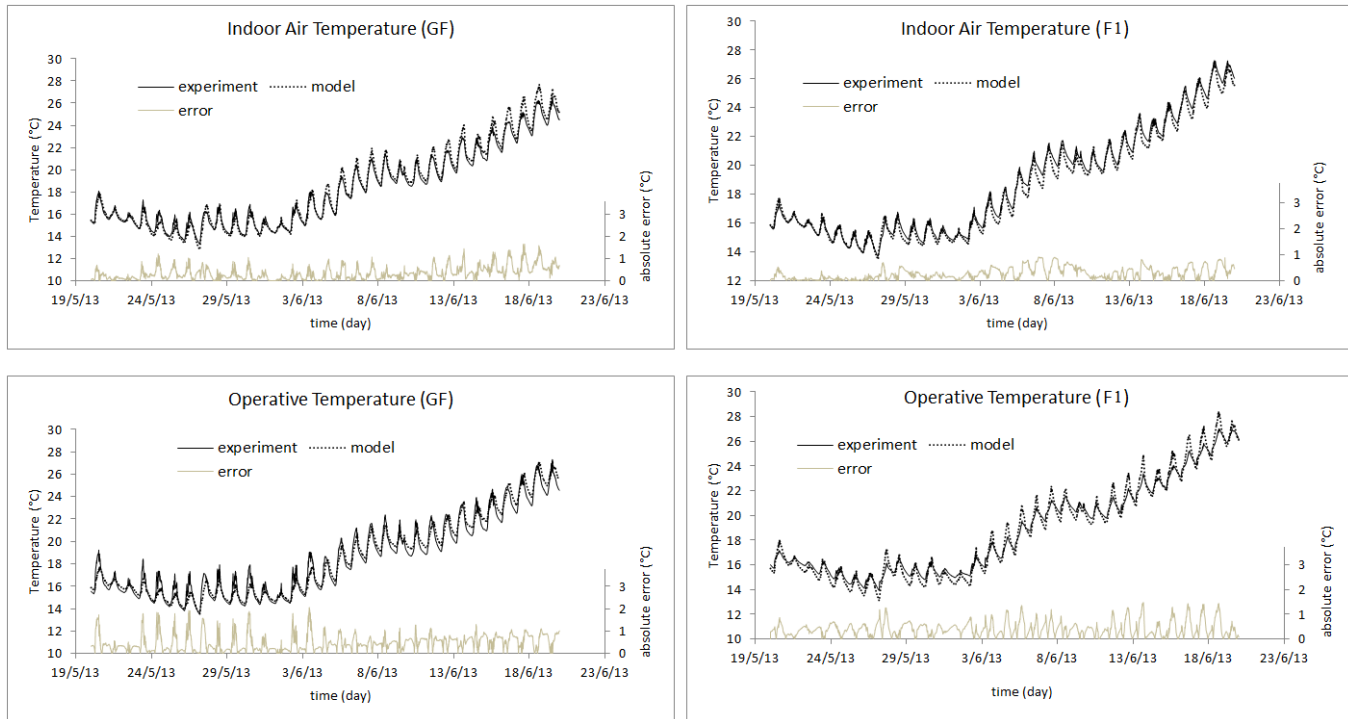 Indoor Air Temperature (GF)
experiment model
error
Temperature (°C)
30
28
26
24
22
20
18
16
14
12
10
3
2
1
0
absolute error (°C)
19/5/13 24/5/13 29/5/13 3/6/13 8/6/13 13/6/13 18/6/13 23/6/13
time (day)
Indoor Air Temperature (F1)
experiment model
error
Temperature (°C)
30
28
26
24
22
20
18
16
14
12
3
2
1
0
absolute error (°C)
19/5/13 24/5/13 29/5/13 3/6/13 8/6/13 13/6/13 18/6/13 23/6/13
time (day)
Operative Temperature (GF)
experiment model
error
Temperature (°C)
30
28
26
24
22
20
18
16
14
12
10
3
2
1
0
absolute error (°C)
19/5/13 24/5/13 29/5/13 3/6/13 8/6/13 13/6/13 18/6/13 23/6/13
time (day)
Operative Temperature (F1)
experiment model
error
Temperature (°C)
30
28
26
24
22
20
18
16
14
12
10
3
2
1
0
absolute error (°C)
19/5/13 24/5/13 29/5/13 3/6/13 8/6/13 13/6/13 18/6/13 23/6/13
time (day)